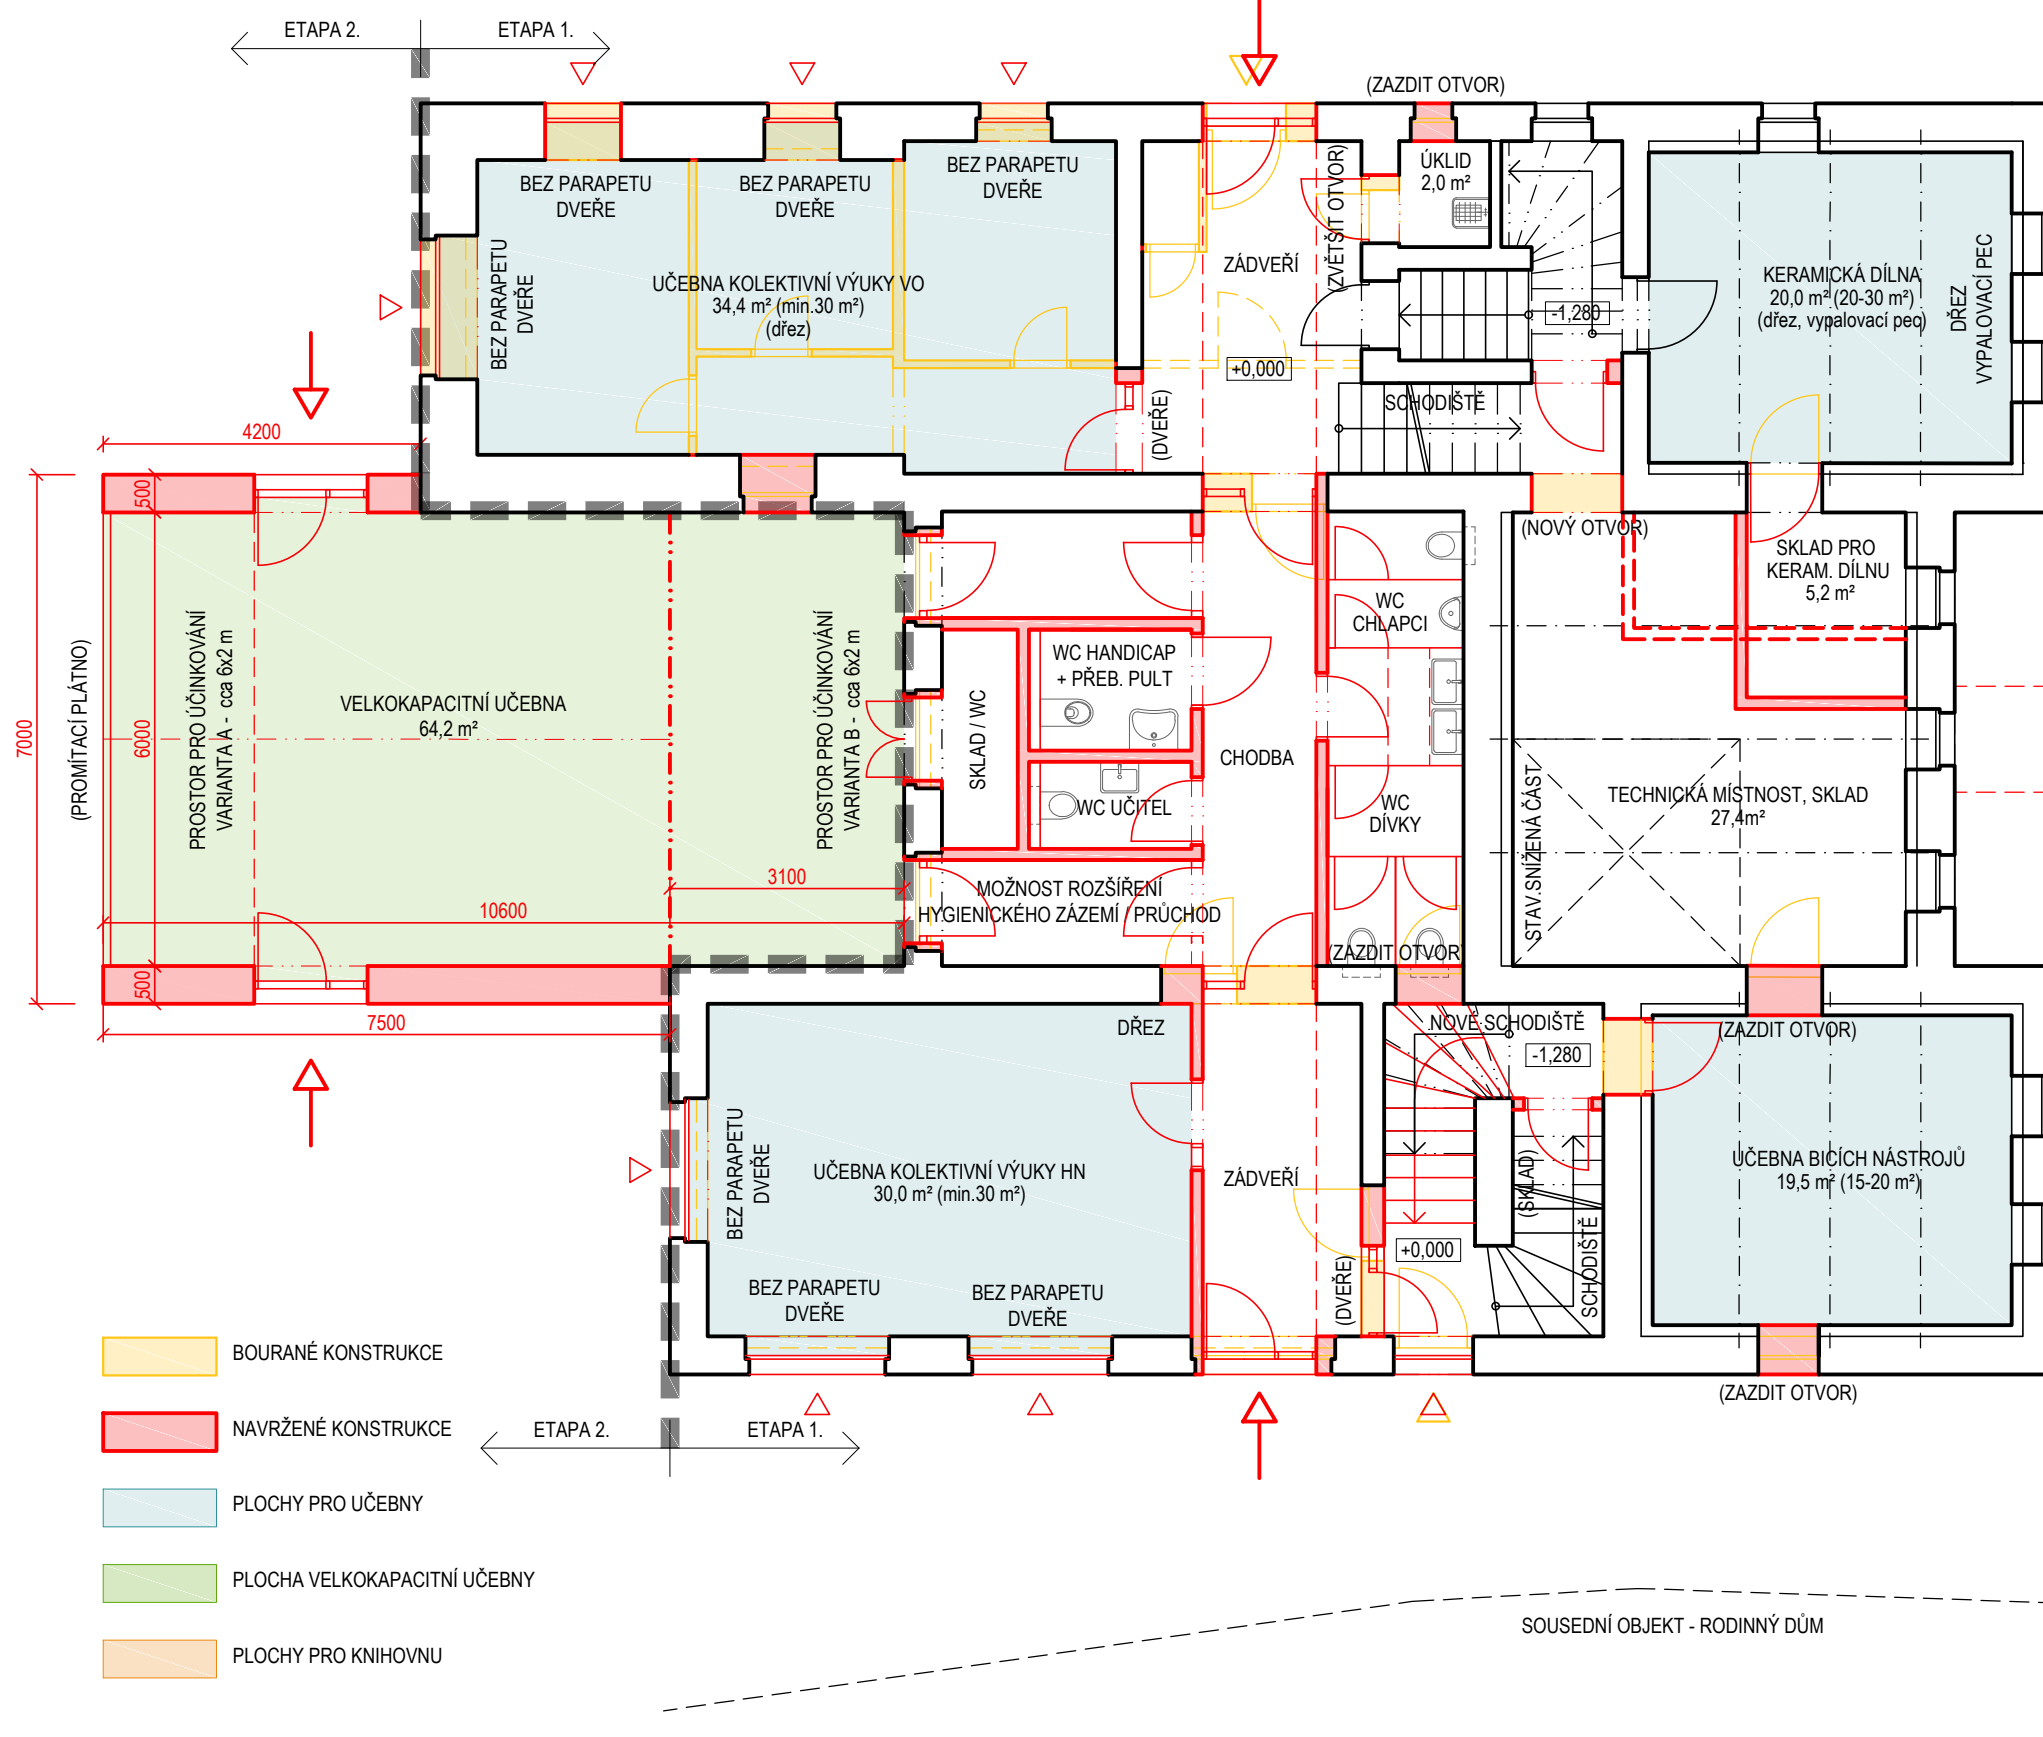 ETAPA 2.
ETAPA 1.
(ZAZDIT OTVOR)
BEZ PARAPETU
DVEŘE
BEZ PARAPETU
DVEŘE
BEZ PARAPETU
DVEŘE
BEZ PARAPETU
DVEŘE
UČEBNA KOLEKTIVNÍ VÝUKY VO
34,4 m² (min.30 m²)
(dřez)
ZÁDVEŘÍ
(ZVĚTŠIT OTVOR)
ÚKLID
2,0 m²
+0,000
-1,280
(DVEŘE)
SCHODIŠTĚ
KERAMICKÁ DÍLNA
20,0 m² (20-30 m²)
(dřez, vypalovací pec)
DŘEZ
VYPALOVACÍ PEC
4200
500
7000
6000
500
(PROMÍTACÍ PLÁTNO)
PROSTOR PRO ÚČINKOVÁNÍ
VARIANTA A - cca 6x2 m
VELKOKAPACITNÍ UČEBNA
64,2 m²
PROSTOR PRO ÚČINKOVÁNÍ
VARIANTA B - cca 6x2 m
3100
10600
7500
SKLAD / WC
WC HANDICAP
+ PŘEB. PULT
WC UČITEL
CHODBA
WC
CHLAPCI
WC
DÍVKY
MOŽNOST ROZŠÍŘENÍ
HYGIENICKÉHO ZÁZEMÍ / PRŮCHOD
(ZAZDIT OTVOR
(NOVÝ OTVOR)
SKLAD PRO
KERAM. DÍLNU
5,2 m²
STAV.SNÍŽENÁ ČÁST
TECHNICKÁ MÍSTNOST, SKLAD
27,4m²
DŘEZ
BEZ PARAPETU
DVEŘE
UČEBNA KOLEKTIVNÍ VÝUKY HN
30,0 m² (min.30 m²)
BEZ PARAPETU
DVEŘE
BEZ PARAPETU
DVEŘE
ZÁDVEŘÍ
(DVEŘE)
NOVÉ SCHODIŠTĚ
-1,280
+0,000
(SKLAD)
SCHODIŠTĚ
(ZAZDIT OTVOR)
UČEBNA BICÍCH NÁSTROJŮ
19,5 m² (15-20 m²)
(ZAZDIT OTVOR)
ETAPA 2.
ETAPA 1.
BOURANÉ KONSTRUKCE
NAVRŽENÉ KONSTRUKCE
PLOCHY PRO UČEBNY
PLOCHA VELKOKAPACITNÍ UČEBNY
PLOCHY PRO KNIHOVNU
SOUSEDNÍ OBJEKT - RODINNÝ DŮM